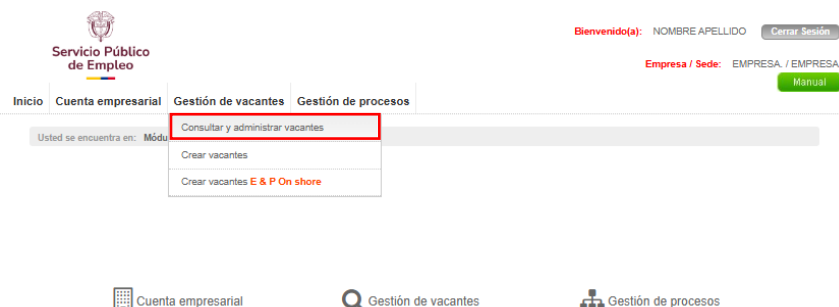 Servicio Público
de Empleo
Bienvenido(a): NOMBRE APELLIDO Cerrar Sesión
Empresa / Sede: EMPRESA. / EMPRESA
Manual
Inicio Cuenta empresarial Gestión de vacantes Gestión de procesos
Usted se encuentra en: Módu
Consultar y administrar vacantes
Crear vacantes
Crear vacantes E & P On shore
Cuenta empresarial Gestión de vacantes Gestión de procesos